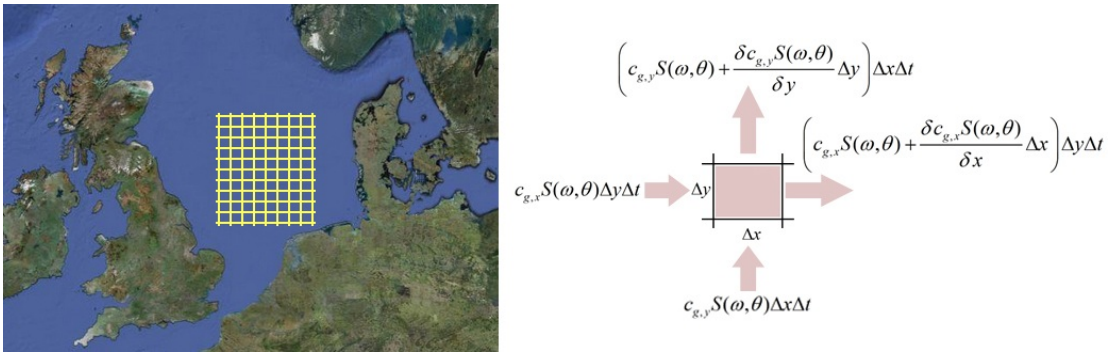 (c_{g,y}S(ω,θ) + δc_{g,y}S(ω,θ)/δy Δy)ΔxΔt
(c_{g,x}S(ω,θ) + δc_{g,x}S(ω,θ)/δx Δx)ΔyΔt
c_{g,x}S(ω,θ)ΔyΔt
Δy
Δx
c_{g,y}S(ω,θ)ΔxΔt